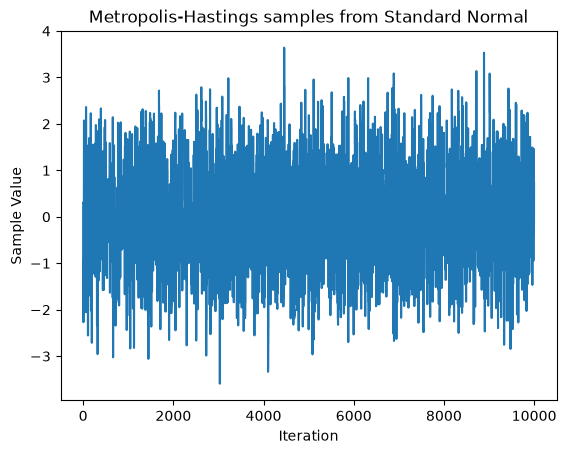 Metropolis-Hastings samples from Standard Normal
4
3
2
1
0
−1
−2
−3
Sample Value
0 2000 4000 6000 8000 10000
Iteration